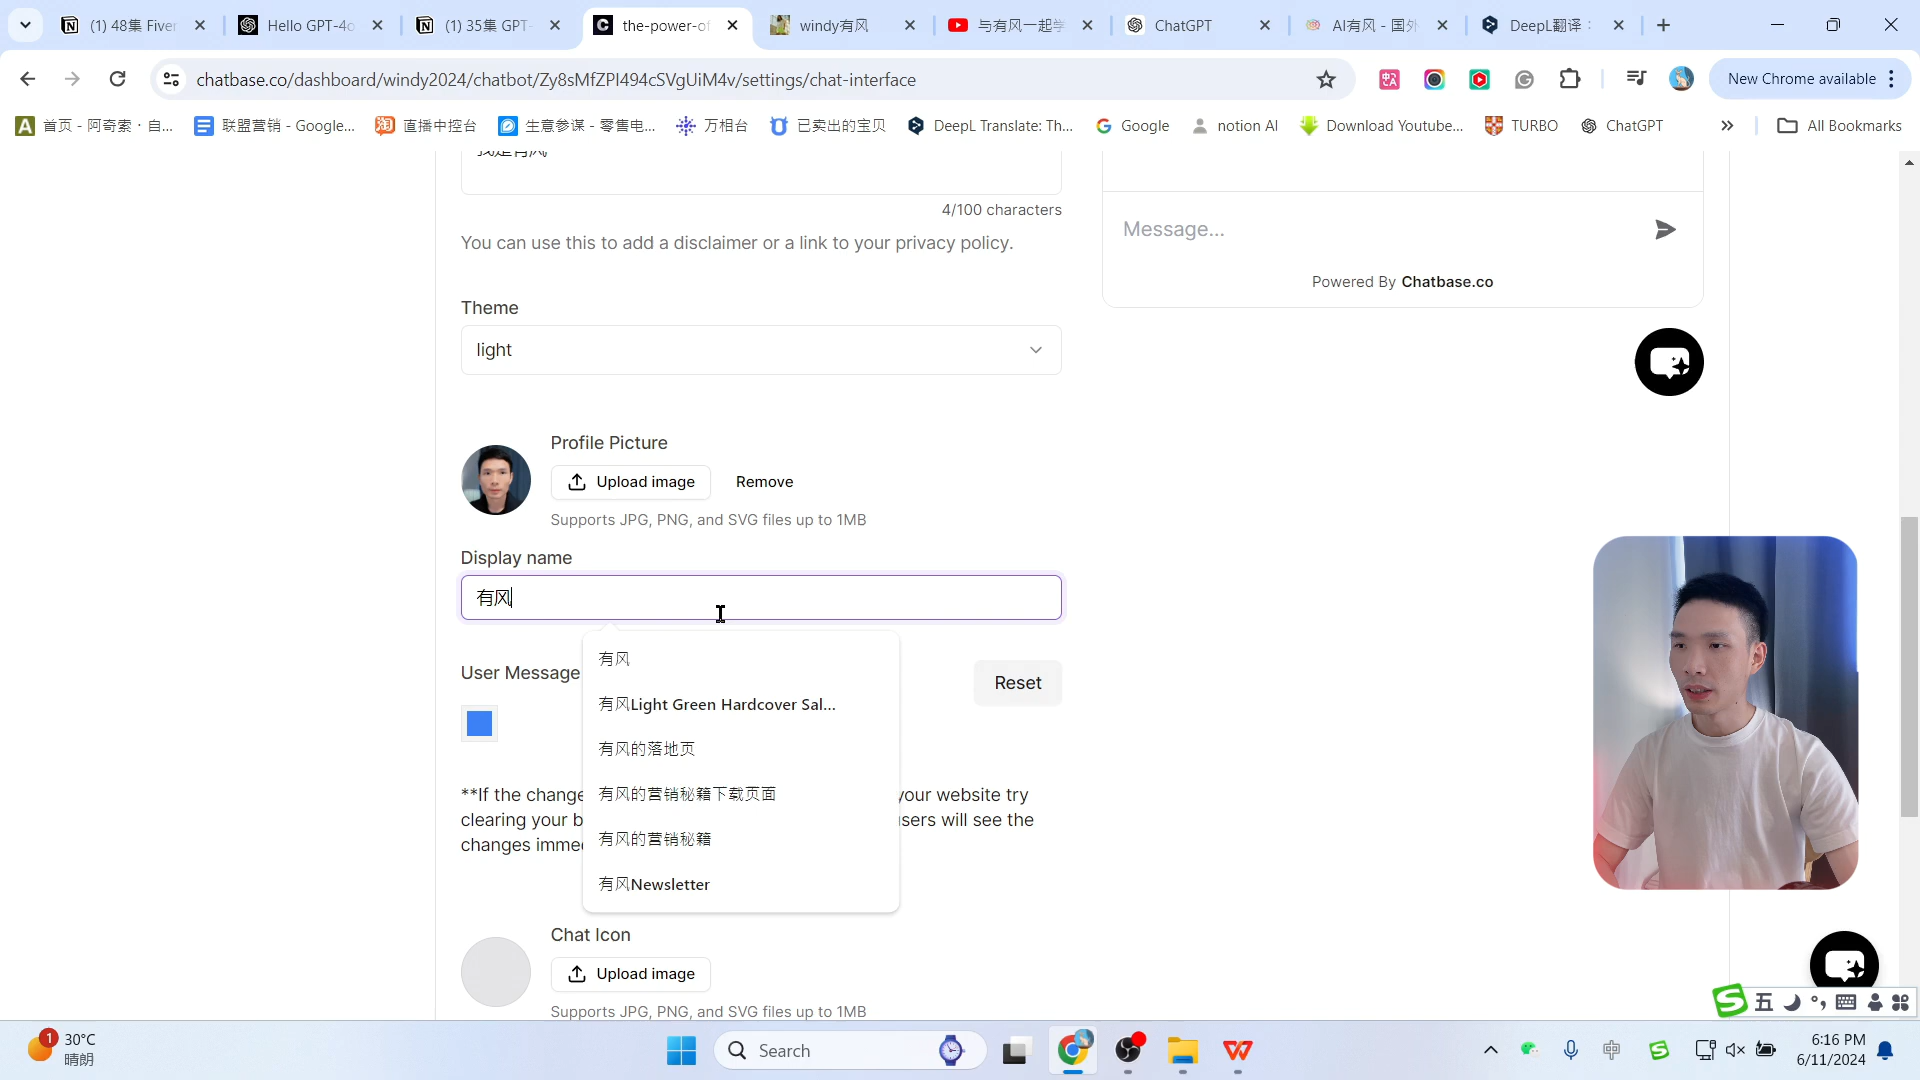 (1) 48集 Fiver
Hello GPT-4o
(1) 35集 GPT-
the-power-of
windy有风
与有风一起学
ChatGPT
AI有风 - 国外
DeepL翻译：
chatbase.co/dashboard/windy2024/chatbot/Zy8sMfZPI494cSVgUiM4v/settings/chat-interface
New Chrome available
首页 - 阿奇索 · 自...
联盟营销 - Google...
直播中控台
生意参谋 - 零售电...
万相台
已卖出的宝贝
DeepL Translate: Th...
Google
notion AI
Download Youtube...
TURBO
ChatGPT
All Bookmarks
我是有风
4/100 characters
You can use this to add a disclaimer or a link to your privacy policy.
Message...
Powered By Chatbase.co
Theme
light
Profile Picture
Upload image
Remove
Supports JPG, PNG, and SVG files up to 1MB
Display name
有风
User Message
Reset
有风
有风Light Green Hardcover Sal...
有风的落地页
有风的营销秘籍下载页面
有风的营销秘籍
有风Newsletter
**If the change
your website try
clearing your b
users will see the
changes imme
Chat Icon
Upload image
Supports JPG, PNG, and SVG files up to 1MB
五
1
30°C
晴朗
Search
中
6:16 PM
6/11/2024